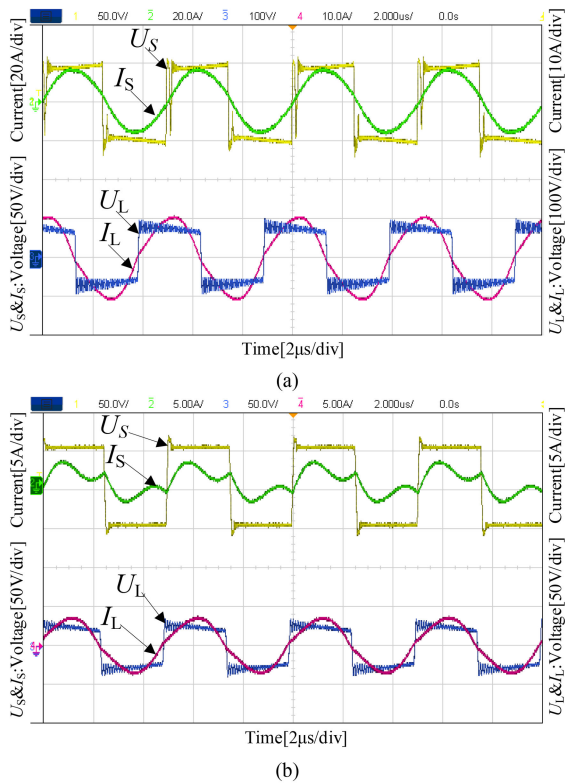 1 50.0V/ 2 20.0A/ 3 100V/ 4 10.0A/ 2.000us/ 0.0s
Current[20A/div]
U_S
I_S
Current[10A/div]
U_S&I_S:Voltage[50V/div]
U_L
I_L
U_L&I_L:Voltage[100V/div]
Time[2μs/div]
(a)
1 50.0V/ 2 5.00A/ 3 50.0V/ 4 5.00A/ 2.000us/ 0.0s
Current[5A/div]
U_S
I_S
Current[5A/div]
U_S&I_S:Voltage[50V/div]
U_L
I_L
U_L&I_L:Voltage[50V/div]
Time[2μs/div]
(b)